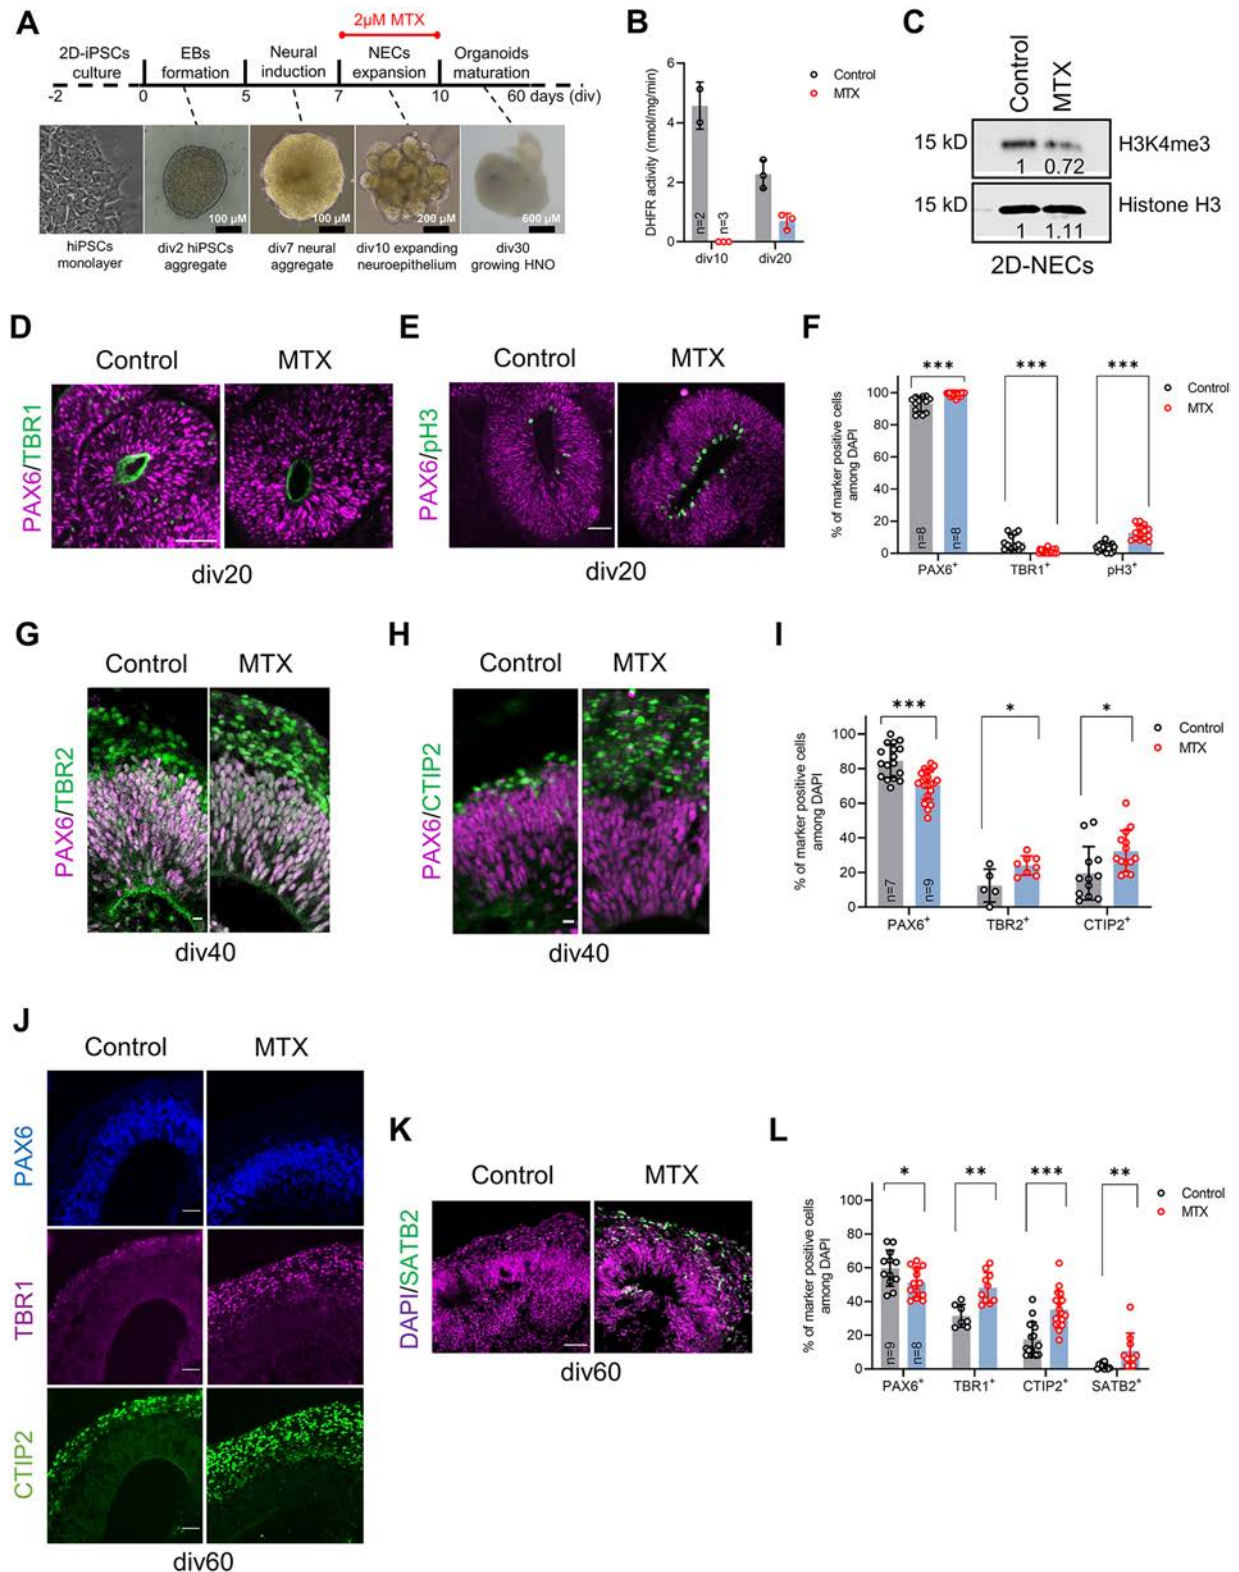 A
2µM MTX
2D-iPSCs culture
EBs formation
Neural induction
NECs expansion
Organoids maturation
-2 0 5 7 10 60 days (div)
100 µM
100 µM
200 µM
600 µM
hiPSCs monolayer
div2 hiPSCs aggregate
div7 neural aggregate
div10 expanding neuroepithelium
div30 growing HNO
B
DHFR activity (nmol/mg/min)
6
4
2
0
n=2
n=3
div10 div20
Control
MTX
C
Control
MTX
15 kD
H3K4me3
1 0.72
15 kD
Histone H3
1 1.11
2D-NECs
D
Control MTX
PAX6/TBR1
div20
E
Control MTX
PAX6/pH3
div20
F
% of marker positive cells
among DAPI
100
80
60
40
20
0
*** *** ***
n=8
n=8
PAX6+ TBR1+ pH3+
Control
MTX
G
Control MTX
PAX6/TBR2
div40
H
Control MTX
PAX6/CTIP2
div40
I
% of marker positive cells
among DAPI
100
80
60
40
20
0
*** * *
n=7
n=9
PAX6+ TBR2+ CTIP2+
Control
MTX
J
Control MTX
PAX6
TBR1
CTIP2
div60
K
Control MTX
DAPI/SATB2
div60
L
% of marker positive cells
among DAPI
100
80
60
40
20
0
* ** *** **
n=9
n=8
PAX6+ TBR1+ CTIP2+ SATB2+
Control
MTX